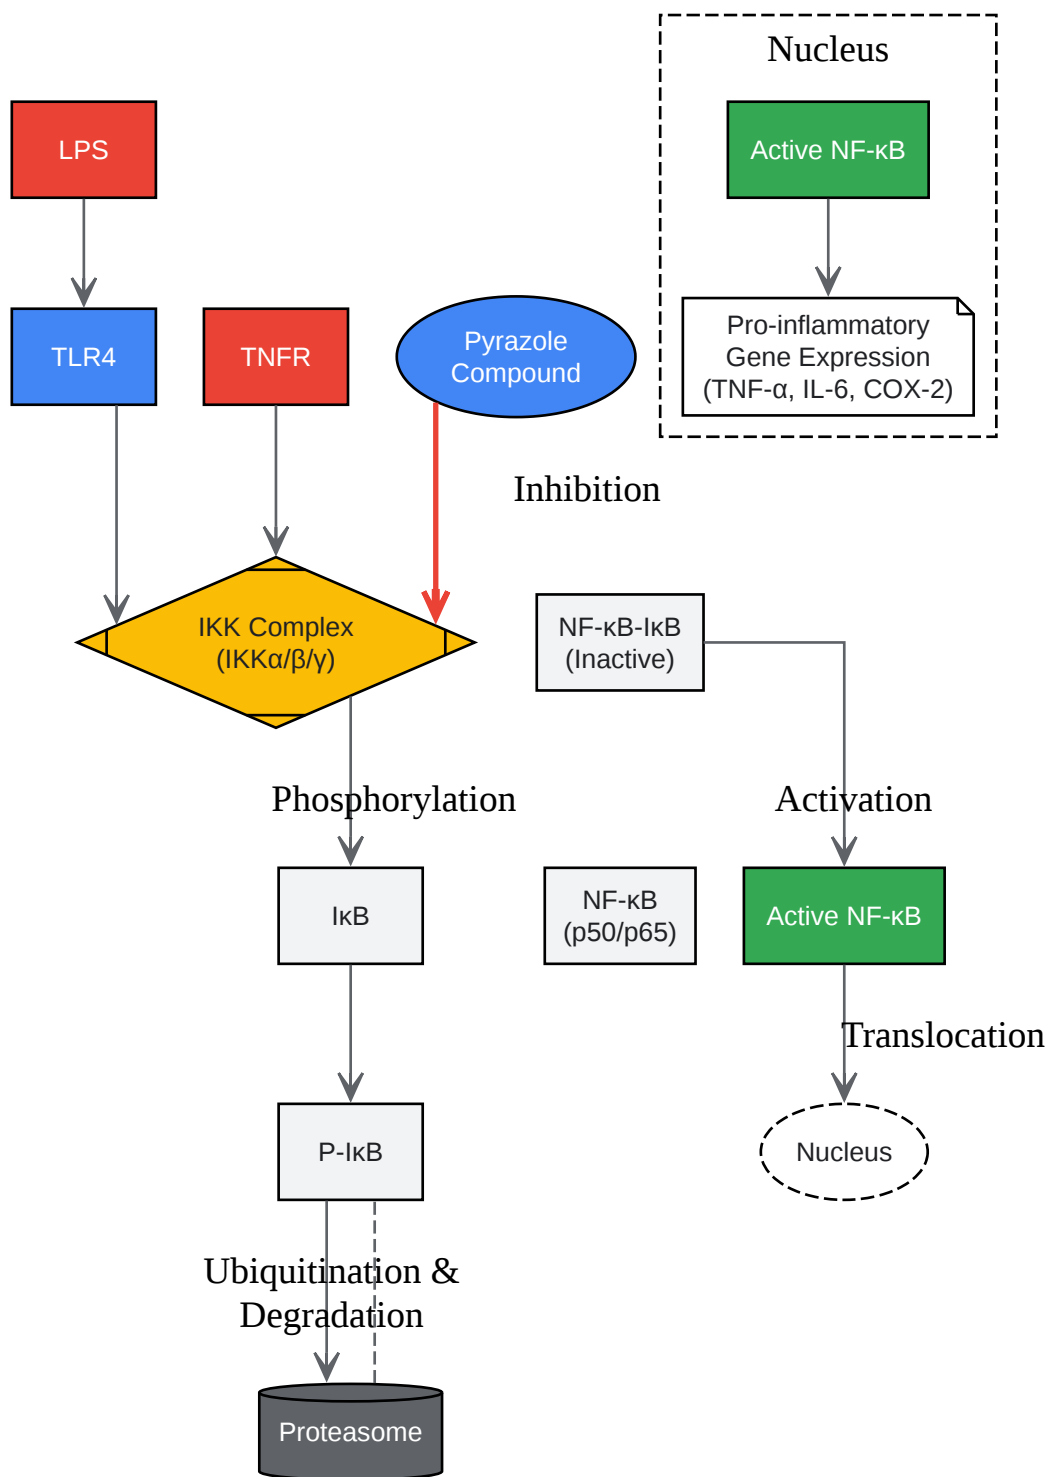 Nucleus
LPS
Active NF-κB
TLR4
TNFR
Pyrazole
Compound
Pro-inflammatory
Gene Expression
(TNF-α, IL-6, COX-2)
Inhibition
IKK Complex
(IKKα/β/γ)
NF-κB-IκB
(Inactive)
Phosphorylation
Activation
IκB
NF-κB
(p50/p65)
Active NF-κB
Translocation
P-IκB
Nucleus
Ubiquitination &
Degradation
Proteasome